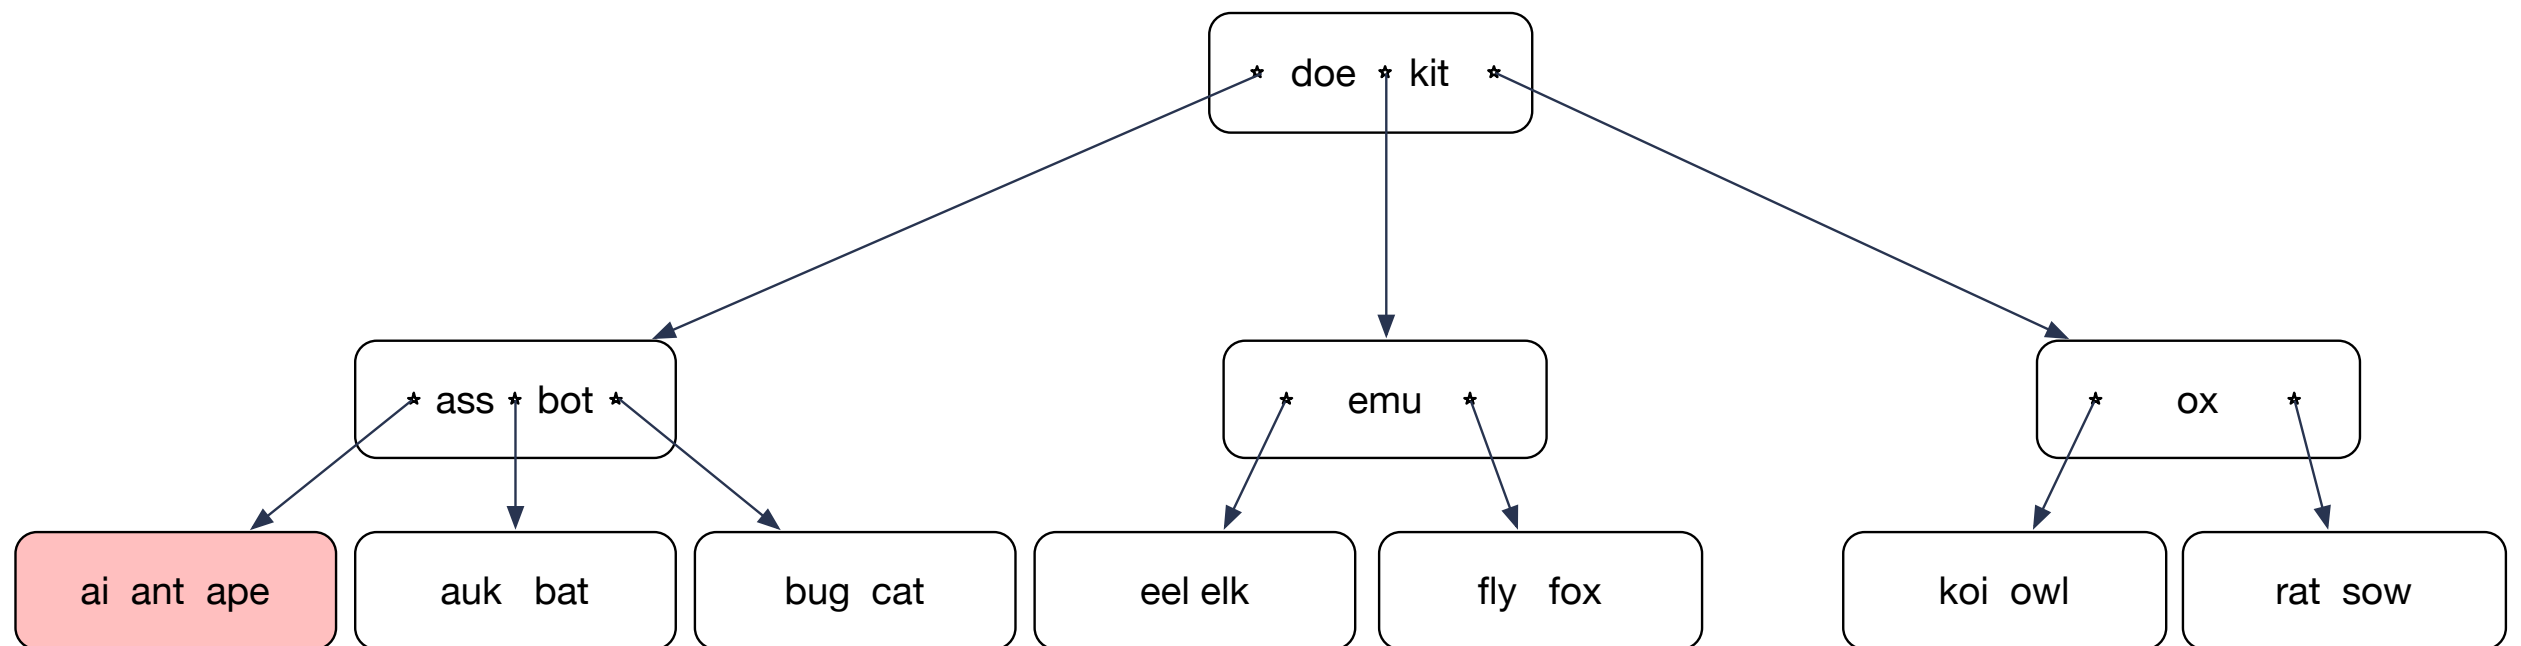 doe kit
ass bot emu ox
ai ant ape auk bat bug cat eel elk fly fox koi owl rat sow